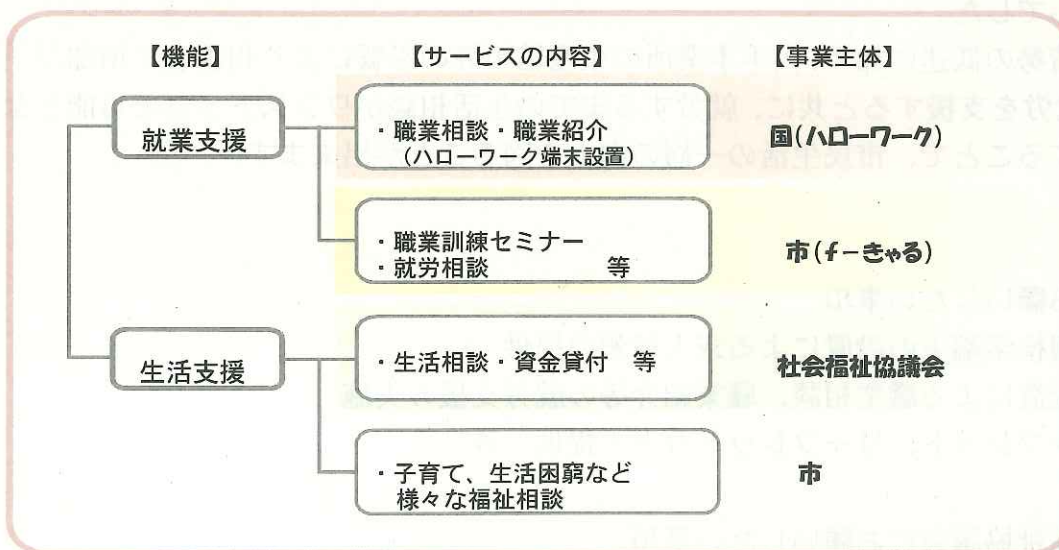 【機能】 【サービスの内容】 【事業主体】
就業支援
・職業相談・職業紹介
(ハローワーク端末設置)
国(ハローワーク)
・職業訓練セミナー
・就労相談 等
市(f-きゃる)
生活支援
・生活相談・資金貸付 等
社会福祉協議会
・子育て、生活困窮など
様々な福祉相談
市